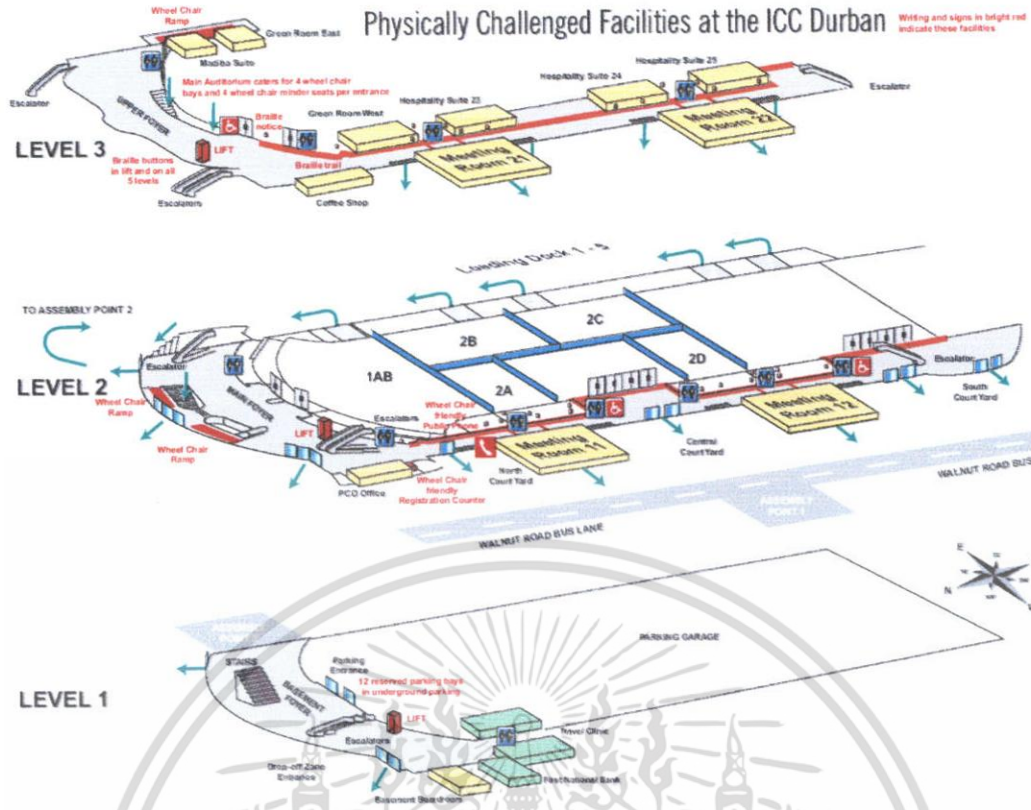 Physically Challenged Facilities at the ICC Durban
Writing and signs in bright red
indicate these facilities
Wheel Chair
Ramp
Green Room East
Madiba Suite
Escalator
Main Auditorium caters for 4 wheel chair
bays and 4 wheel chair minder seats per entrance
UPPER FOYER
Braille
notice
Green Room West
Hospitality Suite 23
Hospitality Suite 24
Hospitality Suite 25
Escalator
LEVEL 3
LIFT
Braille trail
Meeting
Room 21
Meeting
Room 22
Braille buttons
in lift and on all
5 levels
Escalators
Coffee Shop
Loading Dock 1 - 9
TO ASSEMBLY POINT 2
2B
2C
1AB
2A
2D
Escalator
LEVEL 2
Wheel Chair
Ramp
MAIN FOYER
LIFT
Escalators
Wheel Chair
friendly
Public Phone
Meeting
Room 11
Meeting
Room 12
Escalator
South
Court Yard
Central
Court Yard
North
Court Yard
Wheel Chair
Ramp
PCO Office
Wheel Chair
friendly
Registration Counter
WALNUT ROAD BUS LANE
ASSEMBLY
POINT 1
WALNUT ROAD BUS
E
N
PARKING GARAGE
STAIRS
BASEMENT
FOYER
Parking
Entrance
12 reserved parking bays
in underground parking
LEVEL 1
LIFT
Escalators
Travel Clinic
Drop-off Zone
Entrance
First National Bank
Basement Boardroom